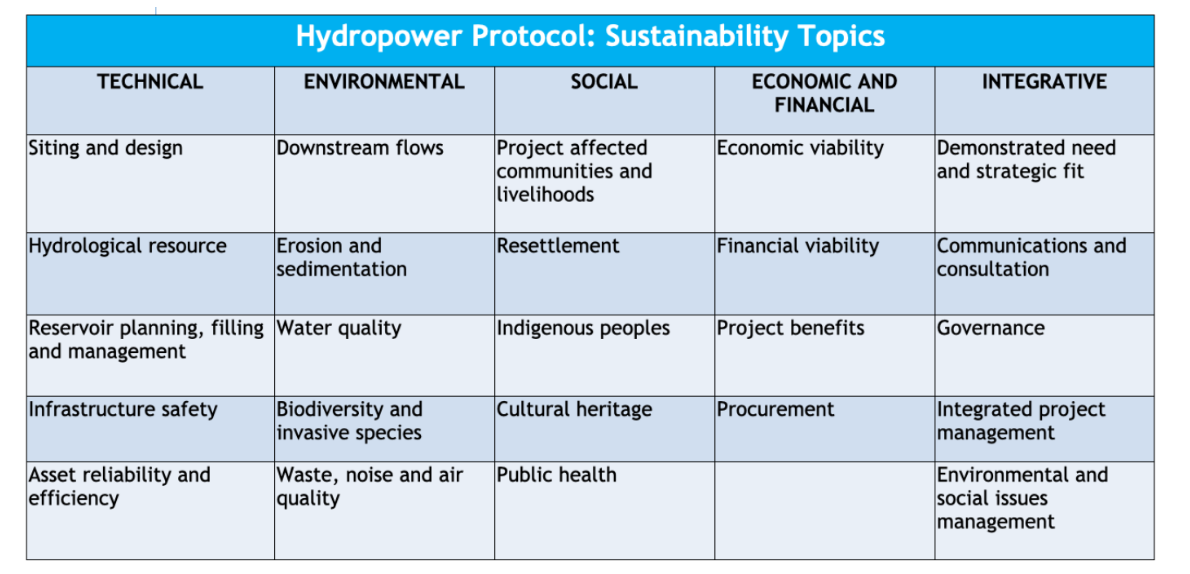 Hydropower Protocol: Sustainability Topics
TECHNICAL
ENVIRONMENTAL
SOCIAL
ECONOMIC AND
FINANCIAL
INTEGRATIVE
Siting and design
Downstream flows
Project affected
communities and
livelihoods
Economic viability
Demonstrated need
and strategic fit
Hydrological resource
Erosion and
sedimentation
Resettlement
Financial viability
Communications and
consultation
Reservoir planning, filling
and management
Water quality
Indigenous peoples
Project benefits
Governance
Infrastructure safety
Biodiversity and
invasive species
Cultural heritage
Procurement
Integrated project
management
Asset reliability and
efficiency
Waste, noise and air
quality
Public health
Environmental and
social issues
management